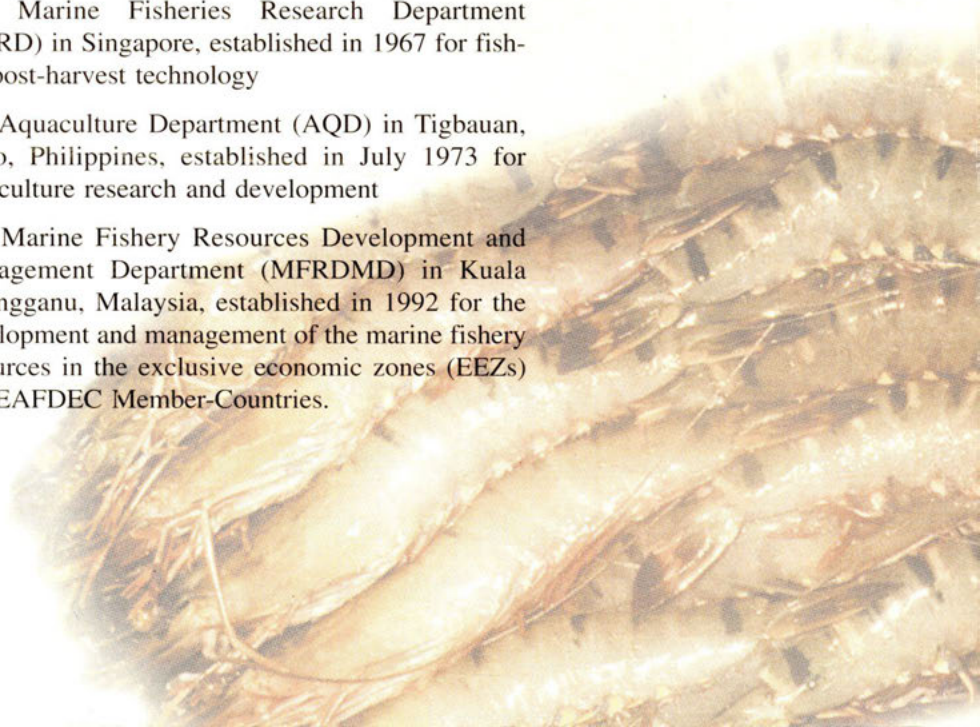 Marine Fisheries Research Department
RD) in Singapore, established in 1967 for fish-
post-harvest technology
Aquaculture Department (AQD) in Tigbauan,
o, Philippines, established in July 1973 for
culture research and development
Marine Fishery Resources Development and
agement Department (MFRDMD) in Kuala
ngganu, Malaysia, established in 1992 for the
lopment and management of the marine fishery
urces in the exclusive economic zones (EEZs)
EAFDEC Member-Countries.